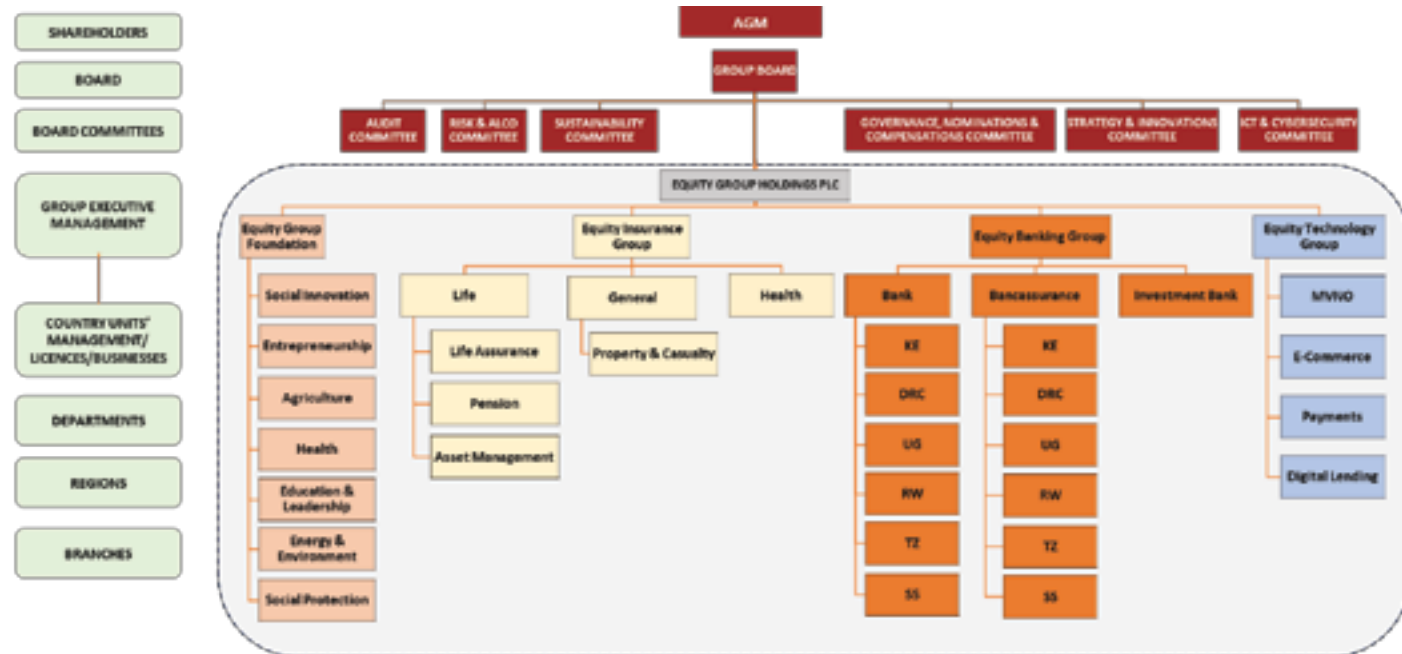 SHAREHOLDERS
BOARD
BOARD COMMITTEES
GROUP EXECUTIVE
MANAGEMENT
COUNTRY UNITS'
MANAGEMENT/
LICENCES/BUSINESSES
DEPARTMENTS
REGIONS
BRANCHES
AGM
GROUP BOARD
AUDIT
COMMITTEE
RISK & ALCO
COMMITTEE
SUSTAINABILITY
COMMITTEE
GOVERNANCE, NOMINATIONS &
COMPENSATIONS COMMITTEE
STRATEGY & INNOVATIONS
COMMITTEE
ICT & CYBERSECURITY
COMMITTEE
EQUITY GROUP HOLDINGS PLC
Equity Group
Foundation
Social Innovation
Entrepreneurship
Agriculture
Health
Education &
Leadership
Energy &
Environment
Social Protection
Equity Insurance
Group
Life
Life Assurance
Pension
Asset Management
General
Property & Casualty
Health
Equity Banking Group
Bank
KE
DRC
UG
RW
TZ
SS
Bancassurance
KE
DRC
UG
RW
TZ
SS
Investment Bank
Equity Technology
Group
MVNO
E-Commerce
Payments
Digital Lending